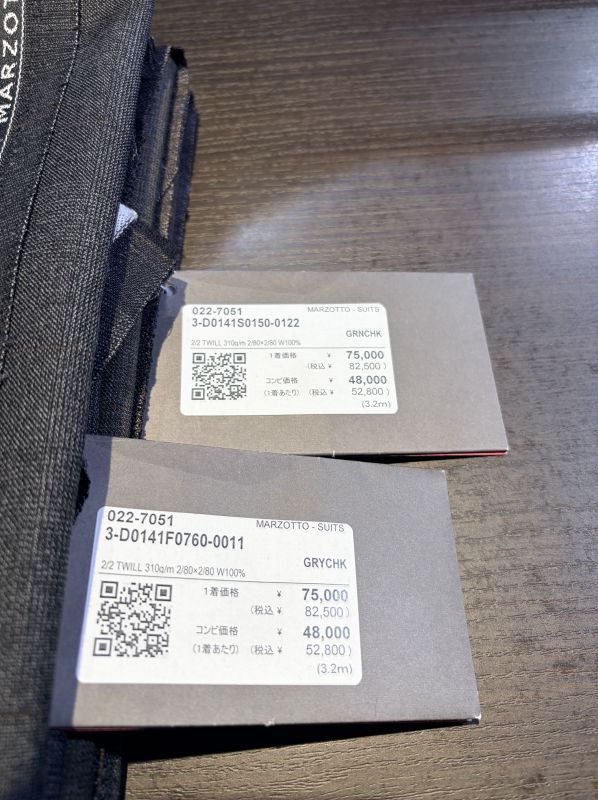 MARZOT
022-7051
MARZOTTO - SUITS
3-D0141S0150-0122
GRNCHK
2/2 TWILL 310g/m 2/80×2/80 W100%
1着価格 ¥ 75,000
(税込 ¥ 82,500 )
コンビ価格 ¥ 48,000
(1着あたり) (税込 ¥ 52,800 )
(3.2m)
022-7051
MARZOTTO - SUITS
3-D0141F0760-0011
GRYCHK
2/2 TWILL 310g/m 2/80×2/80 W100%
1着価格 ¥ 75,000
(税込 ¥ 82,500 )
コンビ価格 ¥ 48,000
(1着あたり) (税込 ¥ 52,800 )
(3.2m)